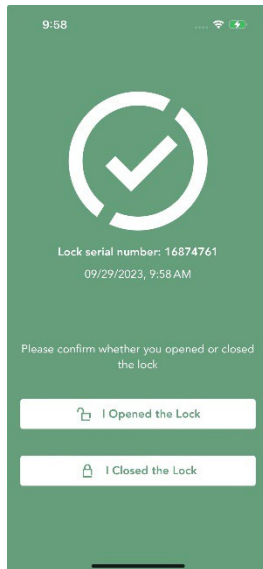 9:58
Lock serial number: 16874761
09/29/2023, 9:58 AM
Please confirm whether you opened or closed
the lock
I Opened the Lock
I Closed the Lock